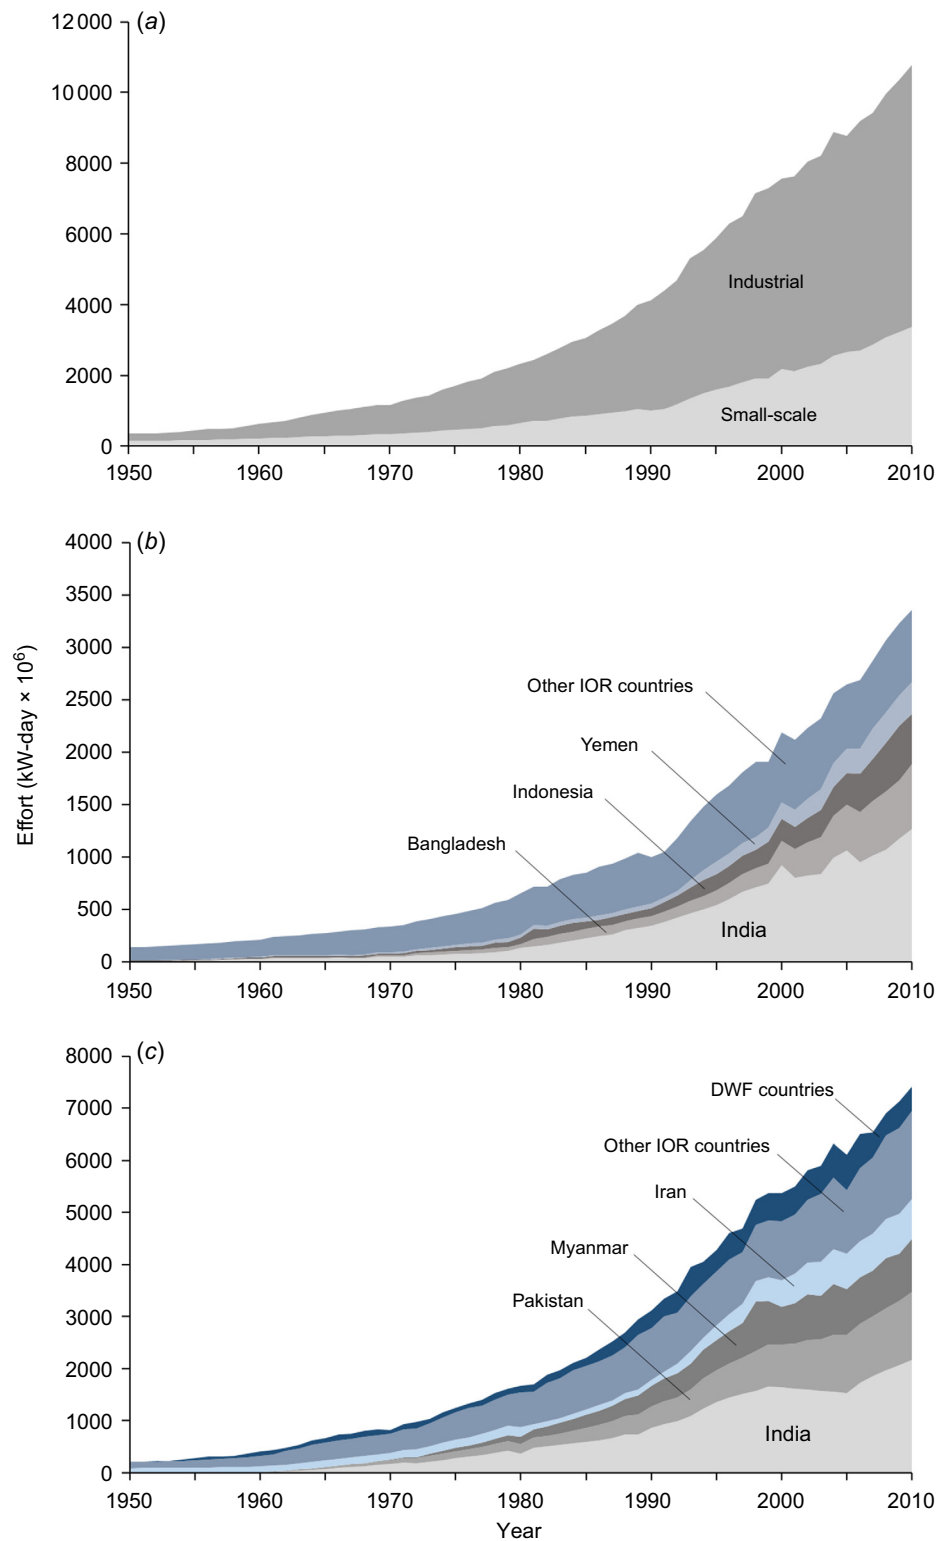 (a)
12 000
10 000
8000
6000
4000
2000
0
Industrial
Small-scale
1950 1960 1970 1980 1990 2000 2010
(b)
4000
3500
3000
2500
2000
1500
1000
500
0
Effort (kW-day × 10⁶)
Other IOR countries
Yemen
Indonesia
Bangladesh
India
1950 1960 1970 1980 1990 2000 2010
(c)
8000
7000
6000
5000
4000
3000
2000
1000
0
DWF countries
Other IOR countries
Iran
Myanmar
Pakistan
India
1950 1960 1970 1980 1990 2000 2010
Year